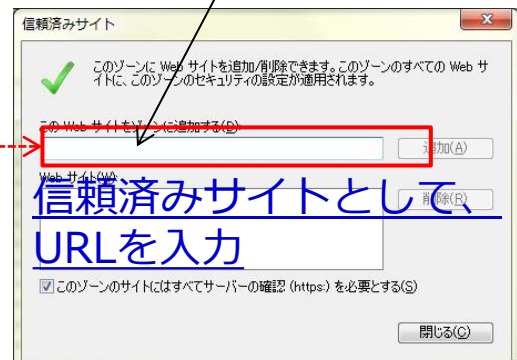 信頼済みサイト
このゾーンに Web サイトを追加/削除できます。このゾーンのすべての Web サ
イトに、このゾーンのセキュリティの設定が適用されます。
この Web サイトをゾーンに追加する(D):
追加(A)
Web サイト(W):
削除(R)
信頼済みサイトとして、
URLを入力
このゾーンのサイトにはすべてサーバーの確認 (https:) を必要とする(S)
閉じる(C)